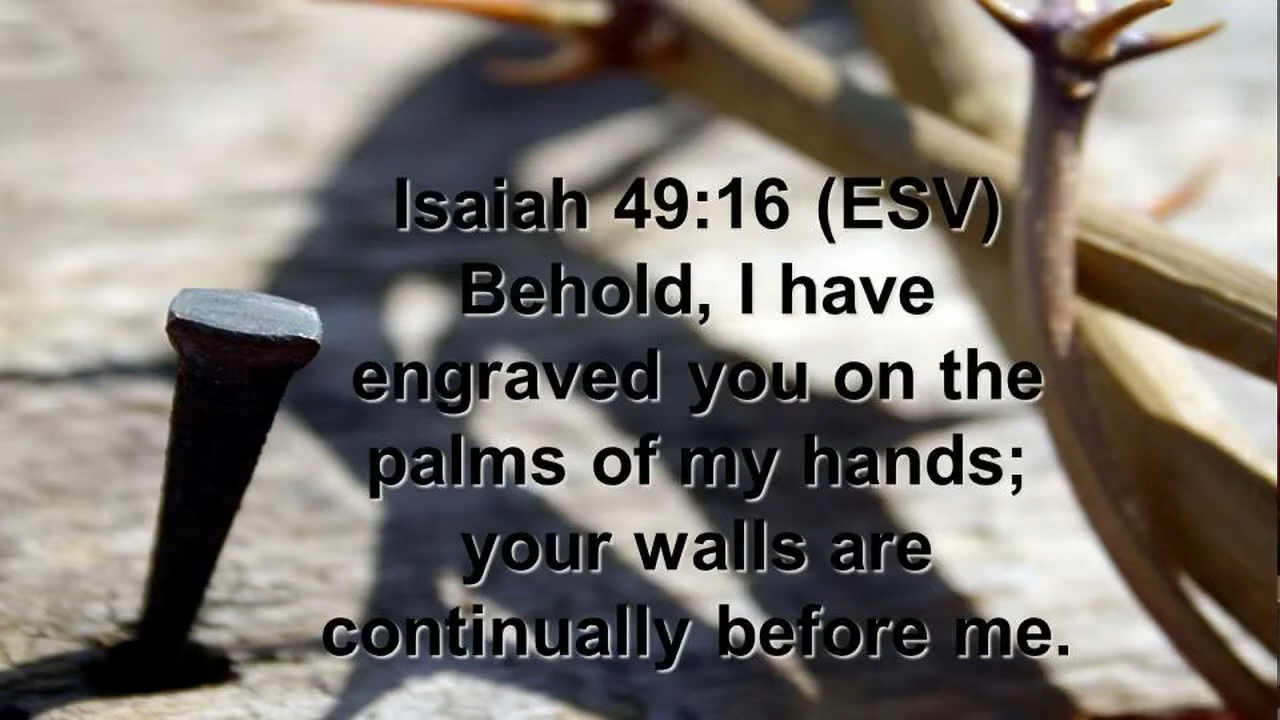 Isaiah 49:16 (ESV)
Behold, I have
engraved you on the
palms of my hands;
your walls are
continually before me.